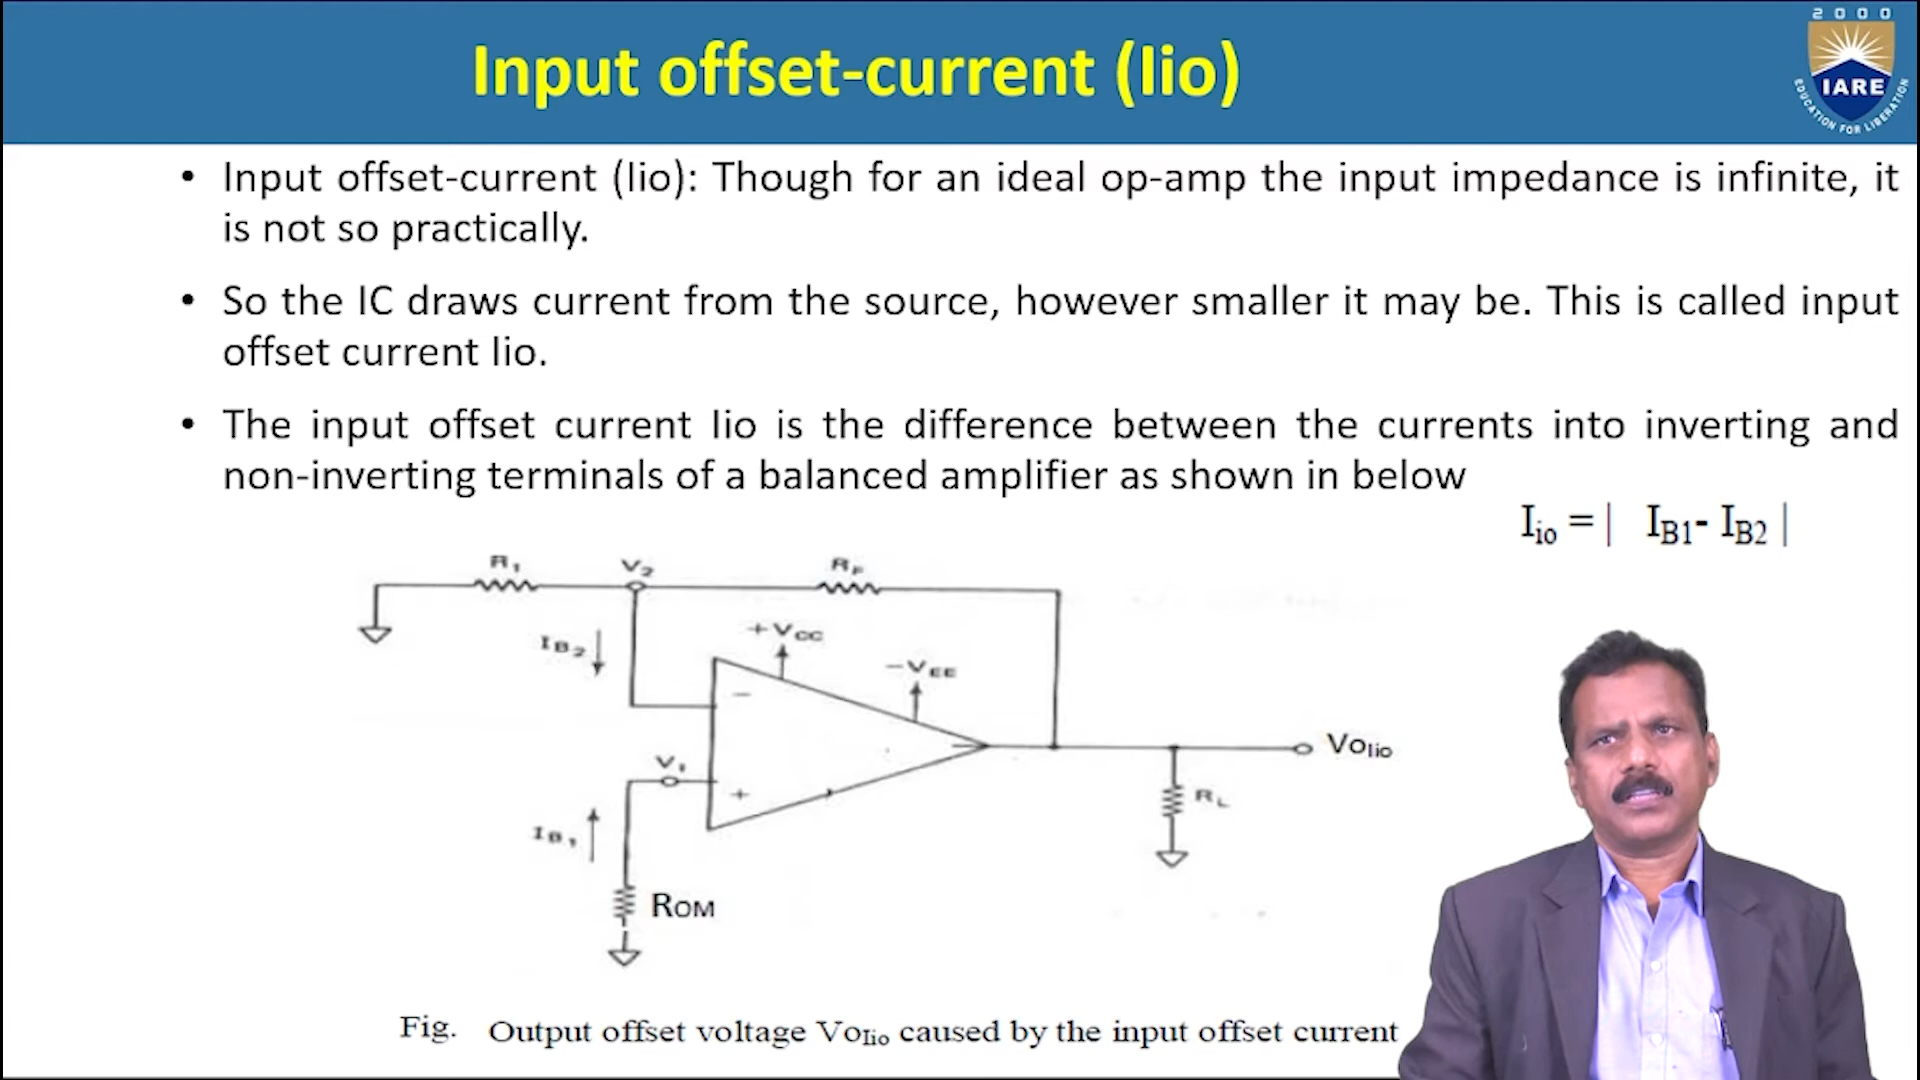 2000
Input offset-current (Iio)
IARE
EDUCATION FOR LIBERATION
• Input offset-current (Iio): Though for an ideal op-amp the input impedance is infinite, it
is not so practically.
• So the IC draws current from the source, however smaller it may be. This is called input
offset current Iio.
• The input offset current Iio is the difference between the currents into inverting and
non-inverting terminals of a balanced amplifier as shown in below
Iio = | IB1- IB2 |
R1
V2
RF
+VCC
IB2
-VEE
−
VOIio
V1
+
RL
IB1
ROM
Fig. Output offset voltage VOIio caused by the input offset current